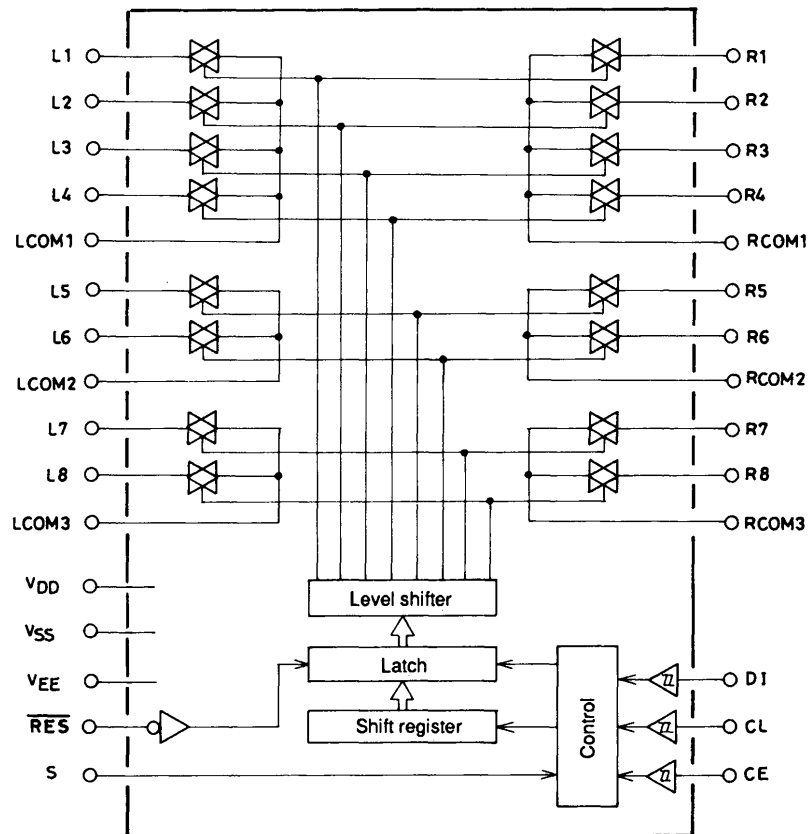 L1
R1
L2
R2
L3
R3
L4
R4
LCOM1
RCOM1
L5
R5
L6
R6
LCOM2
RCOM2
L7
R7
L8
R8
LCOM3
RCOM3
VDD
Level shifter
VSS
Latch
VEE
DI
RES
Shift register
Control
CL
S
CE